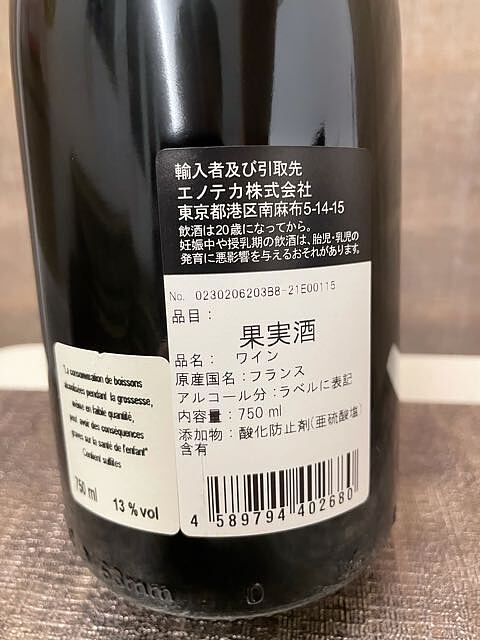 輸入者及び引取先
エノテカ株式会社
東京都港区南麻布5-14-15
飲酒は20歳になってから。
妊娠中や授乳期の飲酒は、胎児・乳児の
発育に悪影響を与えるおそれがあります。
No. 0230206203B8-21E00115
品目：
果実酒
品名： ワイン
原産国名：フランス
アルコール分：ラベルに表記
内容量：750 ml
添加物：酸化防止剤(亜硫酸塩)
含有
4 589794 402680
"La consommation de boissons
alcoolisées pendant la grossesse,
même en faible quantité,
peut avoir des conséquences
graves sur la santé de l'enfant"
Contient sulfites
750 ml
13 % vol
53mm